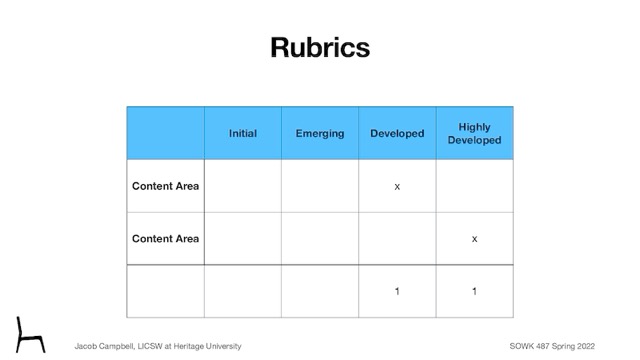 Rubrics
Initial Emerging Developed Highly Developed
Content Area x
Content Area x
1 1
Jacob Campbell, LICSW at Heritage University SOWK 487 Spring 2022